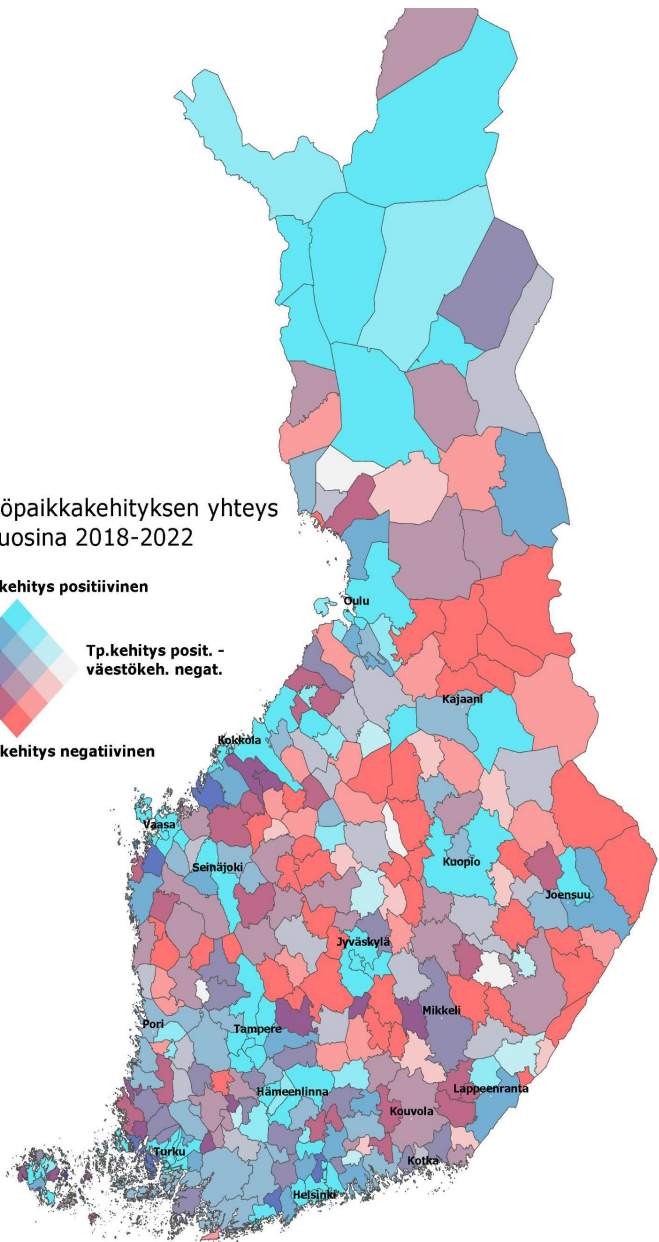 öpaikkakehityksen yhteys
uosina 2018-2022
kehitys positiivinen
Tp.kehitys posit. -
väestökeh. negat.
kehitys negatiivinen
Oulu
Kajaani
Kokkola
Vaasa
Seinäjoki
Kuopio
Joensuu
Jyväskylä
Mikkeli
Pori
Tampere
Hämeenlinna
Lappeenranta
Kouvola
Turku
Kotka
Helsinki